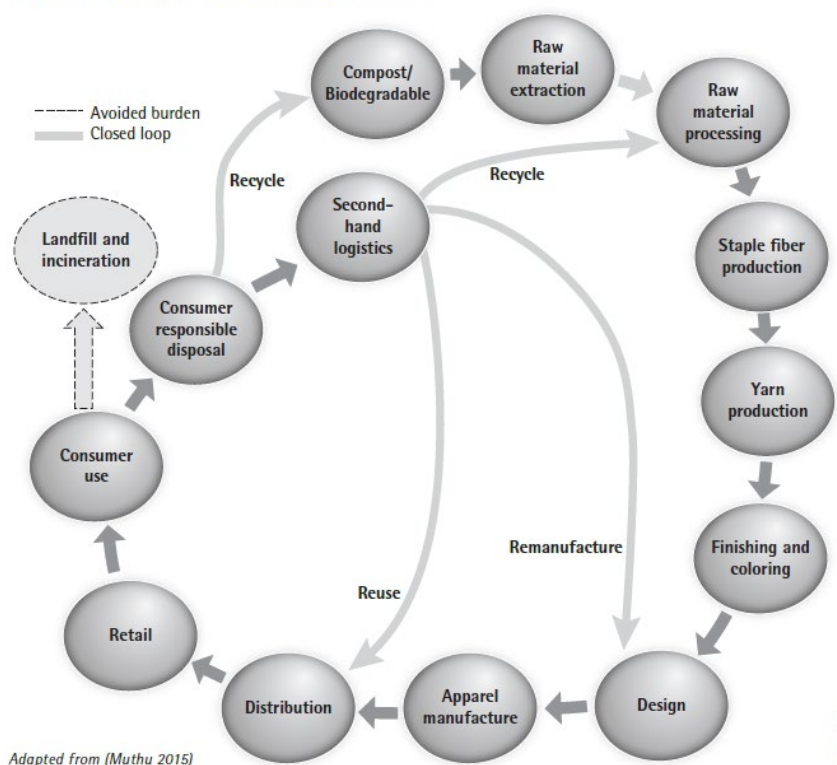 Compost/
Biodegradable
Raw
material
extraction
Raw
material
processing
Avoided burden
Closed loop
Recycle
Recycle
Second-
hand
logistics
Landfill and
incineration
Staple fiber
production
Consumer
responsible
disposal
Yarn
production
Consumer
use
Finishing and
coloring
Remanufacture
Reuse
Retail
Distribution
Apparel
manufacture
Design
Adapted from (Muthu 2015)